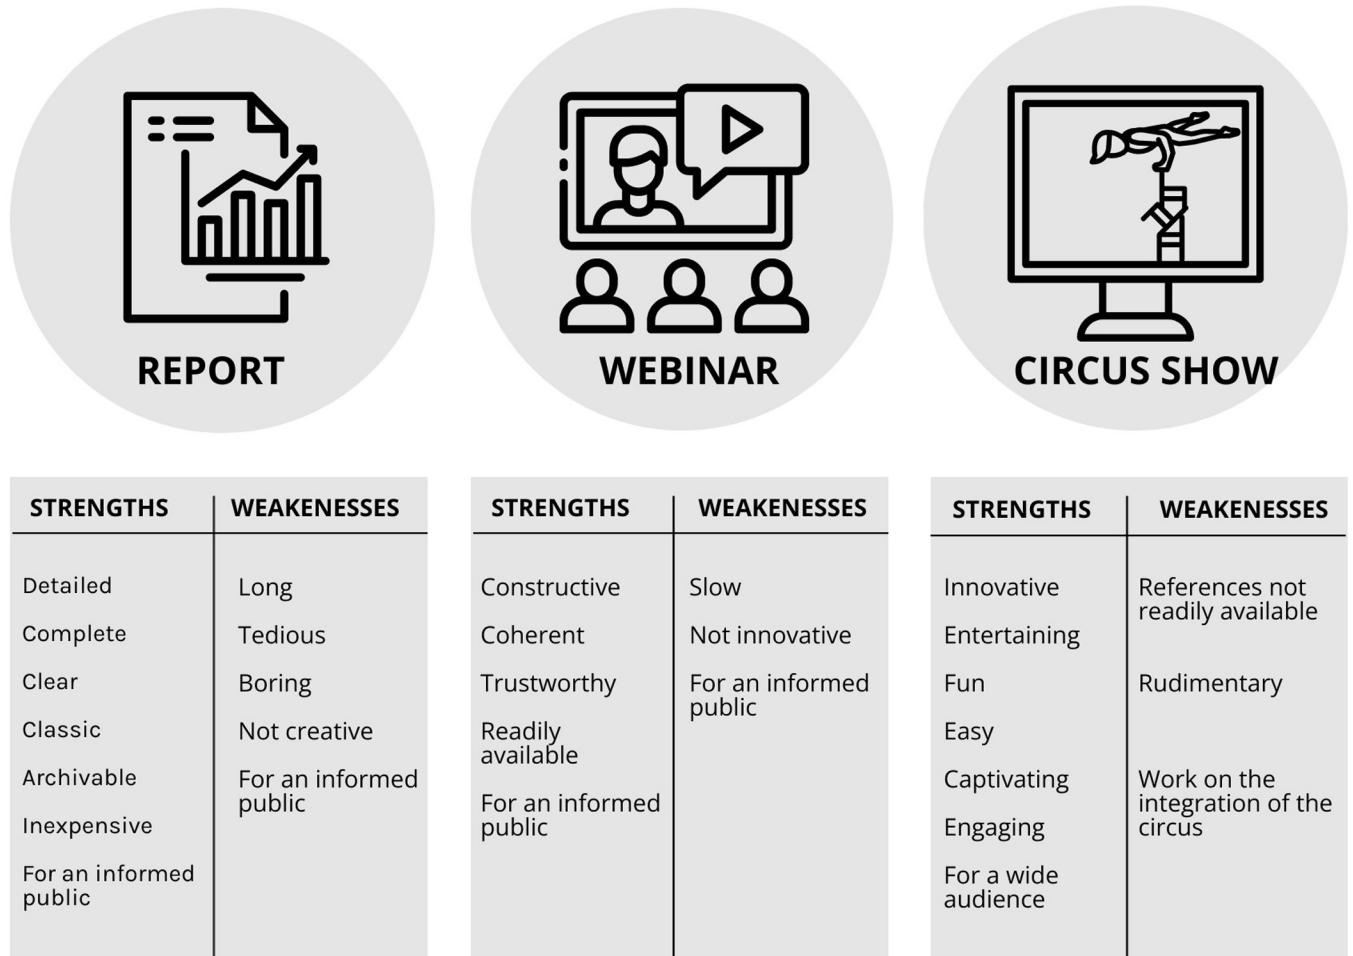 REPORT
WEBINAR
CIRCUS SHOW
STRENGTHS
WEAKENESSES
Detailed
Complete
Clear
Classic
Archivable
Inexpensive
For an informed
public
Long
Tedious
Boring
Not creative
For an informed
public
STRENGTHS
WEAKENESSES
Constructive
Coherent
Trustworthy
Readily
available
For an informed
public
Slow
Not innovative
For an informed
public
STRENGTHS
WEAKENESSES
Innovative
Entertaining
Fun
Easy
Captivating
Engaging
For a wide
audience
References not
readily available
Rudimentary
Work on the
integration of the
circus